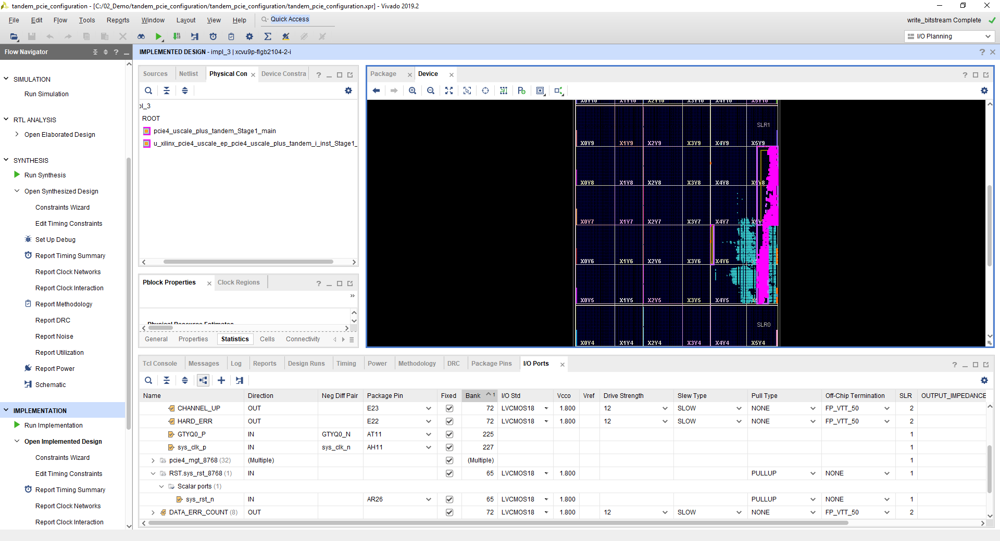 tandem_pcie_configuration - [C:/02_Demo/tandem_pcie_configuration/tandem_pcie_configuration/tandem_pcie_configuration.xpr] - Vivado 2019.2
File Edit Flow Tools Reports Window Layout View Help Quick Access
write_bitstream Complete
I/O Planning
Flow Navigator
SIMULATION
Run Simulation
RTL ANALYSIS
Open Elaborated Design
SYNTHESIS
Run Synthesis
Open Synthesized Design
Constraints Wizard
Edit Timing Constraints
Set Up Debug
Report Timing Summary
Report Clock Networks
Report Clock Interaction
Report Methodology
Report DRC
Report Noise
Report Utilization
Report Power
Schematic
IMPLEMENTATION
Run Implementation
Open Implemented Design
Constraints Wizard
Edit Timing Constraints
Report Timing Summary
Report Clock Networks
Report Clock Interaction
IMPLEMENTED DESIGN - impl_3 | xcvu9p-flgb2104-2-i
Sources Netlist Physical Con Device Constra
pl_3
ROOT
pcie4_uscale_plus_tandem_Stage1_main
u_xilinx_pcie4_uscale_ep_pcie4_uscale_plus_tandem_i_inst_Stage1_
Pblock Properties Clock Regions
Physical Resource Estimates
General Properties Statistics Cells Connectivity
Package Device
X0Y10 X1Y10 X2Y10 X3Y10 X4Y10 X5Y10
SLR1
X0Y9 X1Y9 X2Y9 X3Y9 X4Y9 X5Y9
X0Y8 X1Y8 X2Y8 X3Y8 X4Y8 X5Y8
X0Y7 X1Y7 X2Y7 X3Y7 X4Y7
X0Y6 X1Y6 X2Y6 X3Y6 X4Y6
X0Y5 X1Y5 X2Y5 X3Y5 X4Y5
SLR0
X0Y4 X1Y4 X2Y4 X3Y4 X4Y4 X5Y4
Tcl Console Messages Log Reports Design Runs Timing Power Methodology DRC Package Pins I/O Ports
Name Direction Neg Diff Pair Package Pin Fixed Bank 1 I/O Std Vcco Vref Drive Strength Slew Type Pull Type Off-Chip Termination SLR OUTPUT_IMPEDANCE
CHANNEL_UP OUT E23 72 LVCMOS18 1.800 12 SLOW NONE FP_VTT_50 2
HARD_ERR OUT E22 72 LVCMOS18 1.800 12 SLOW NONE FP_VTT_50 2
GTYQ0_P IN GTYQ0_N AT11 225 1
sys_clk_p IN sys_clk_n AH11 227 1
pcie4_mgt_8768 (32) (Multiple) (Multiple) 1
RST.sys_rst_8768 (1) IN 65 LVCMOS18 1.800 PULLUP NONE 1
Scalar ports (1)
sys_rst_n IN AR26 65 LVCMOS18 1.800 PULLUP NONE 1
DATA_ERR_COUNT (8) OUT 72 LVCMOS18 1.800 12 SLOW NONE FP_VTT_50 2